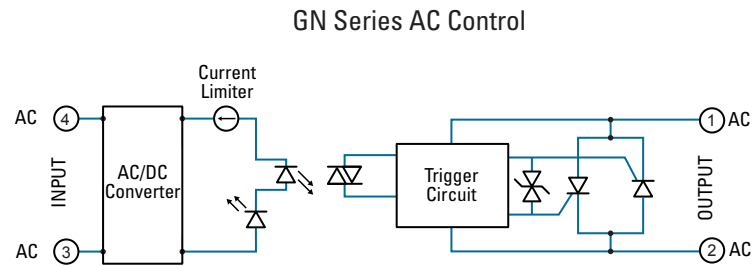 GN Series AC Control
Current
Limiter
AC 4
1 AC
INPUT
AC/DC
Converter
Trigger
Circuit
OUTPUT
AC 3
2 AC